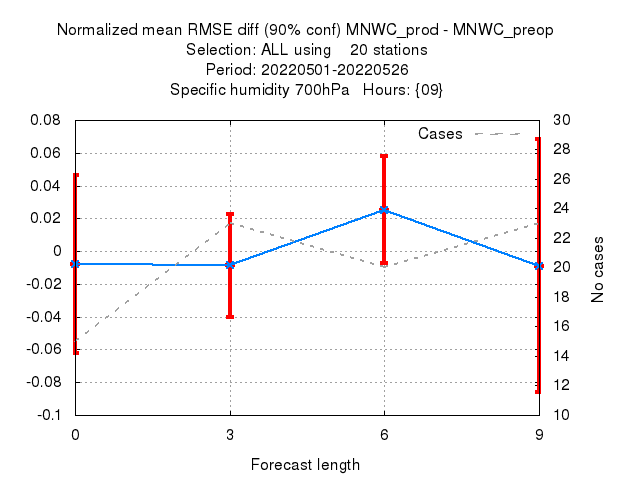 Normalized mean RMSE diff (90% conf) MNWC_prod - MNWC_preop
Selection: ALL using 20 stations
Period: 20220501-20220526
Specific humidity 700hPa Hours: {09}
Cases
0.08
0.06
0.04
0.02
0
-0.02
-0.04
-0.06
-0.08
-0.1
30
28
26
24
22
20
18
16
14
12
10
No cases
0 3 6 9
Forecast length